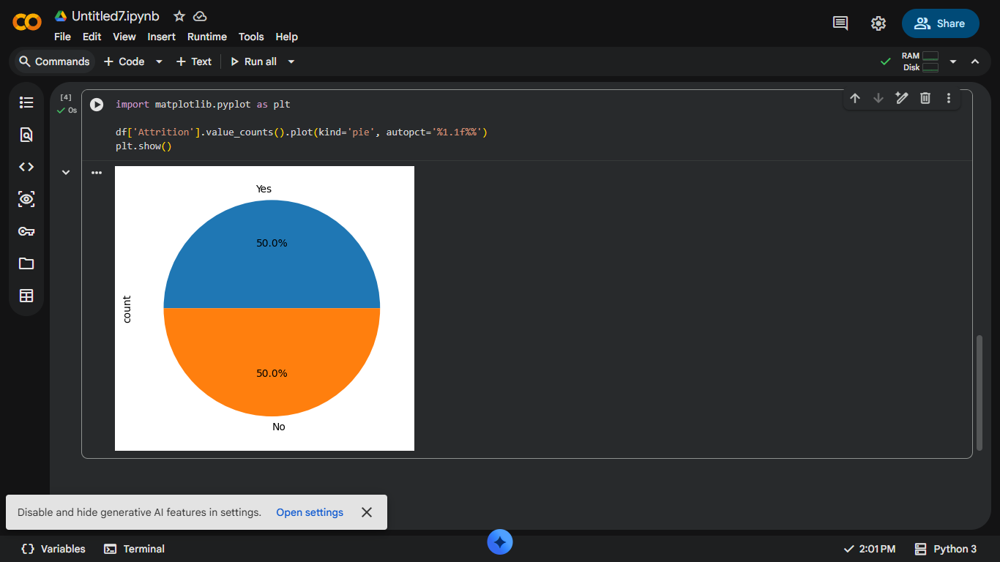 Untitled7.ipynb
File Edit View Insert Runtime Tools Help
Share
Commands + Code + Text Run all
RAM
Disk
[4]
0s
import matplotlib.pyplot as plt
df['Attrition'].value_counts().plot(kind='pie', autopct='%1.1f%%')
plt.show()
Yes
50.0%
count
50.0%
No
Disable and hide generative AI features in settings. Open settings
{} Variables Terminal
2:01 PM Python 3